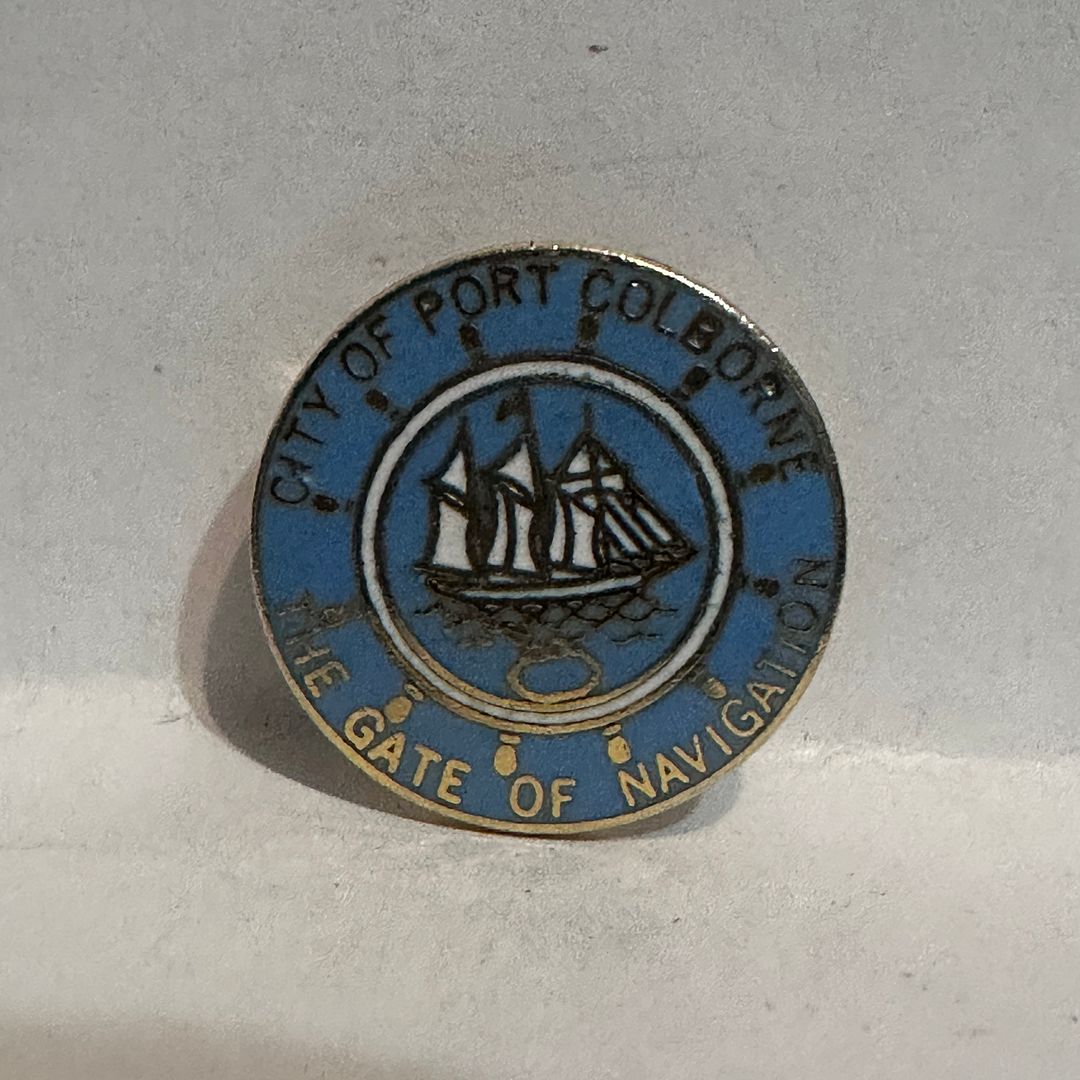 CITY OF PORT COLBORNE
THE GATE OF NAVIGATION